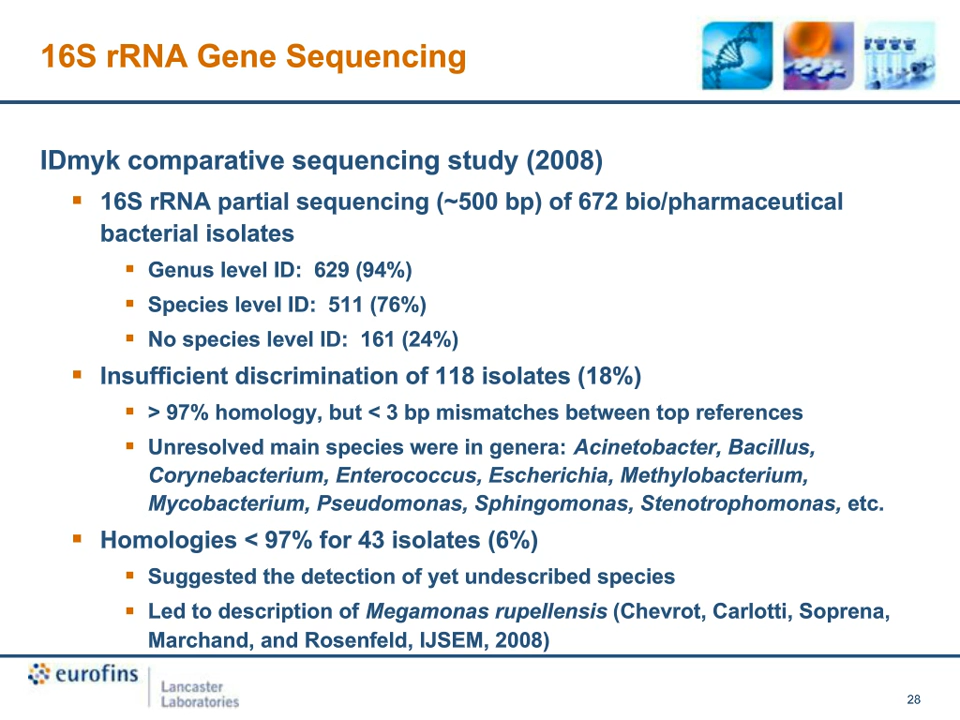 16S rRNA Gene Sequencing
IDmyk comparative sequencing study (2008)
▪ 16S rRNA partial sequencing (~500 bp) of 672 bio/pharmaceutical
bacterial isolates
▪ Genus level ID: 629 (94%)
▪ Species level ID: 511 (76%)
▪ No species level ID: 161 (24%)
▪ Insufficient discrimination of 118 isolates (18%)
▪ > 97% homology, but < 3 bp mismatches between top references
▪ Unresolved main species were in genera: Acinetobacter, Bacillus,
Corynebacterium, Enterococcus, Escherichia, Methylobacterium,
Mycobacterium, Pseudomonas, Sphingomonas, Stenotrophomonas, etc.
▪ Homologies < 97% for 43 isolates (6%)
▪ Suggested the detection of yet undescribed species
▪ Led to description of Megamonas rupellensis (Chevrot, Carlotti, Soprena,
Marchand, and Rosenfeld, IJSEM, 2008)
eurofins
Lancaster
Laboratories
28